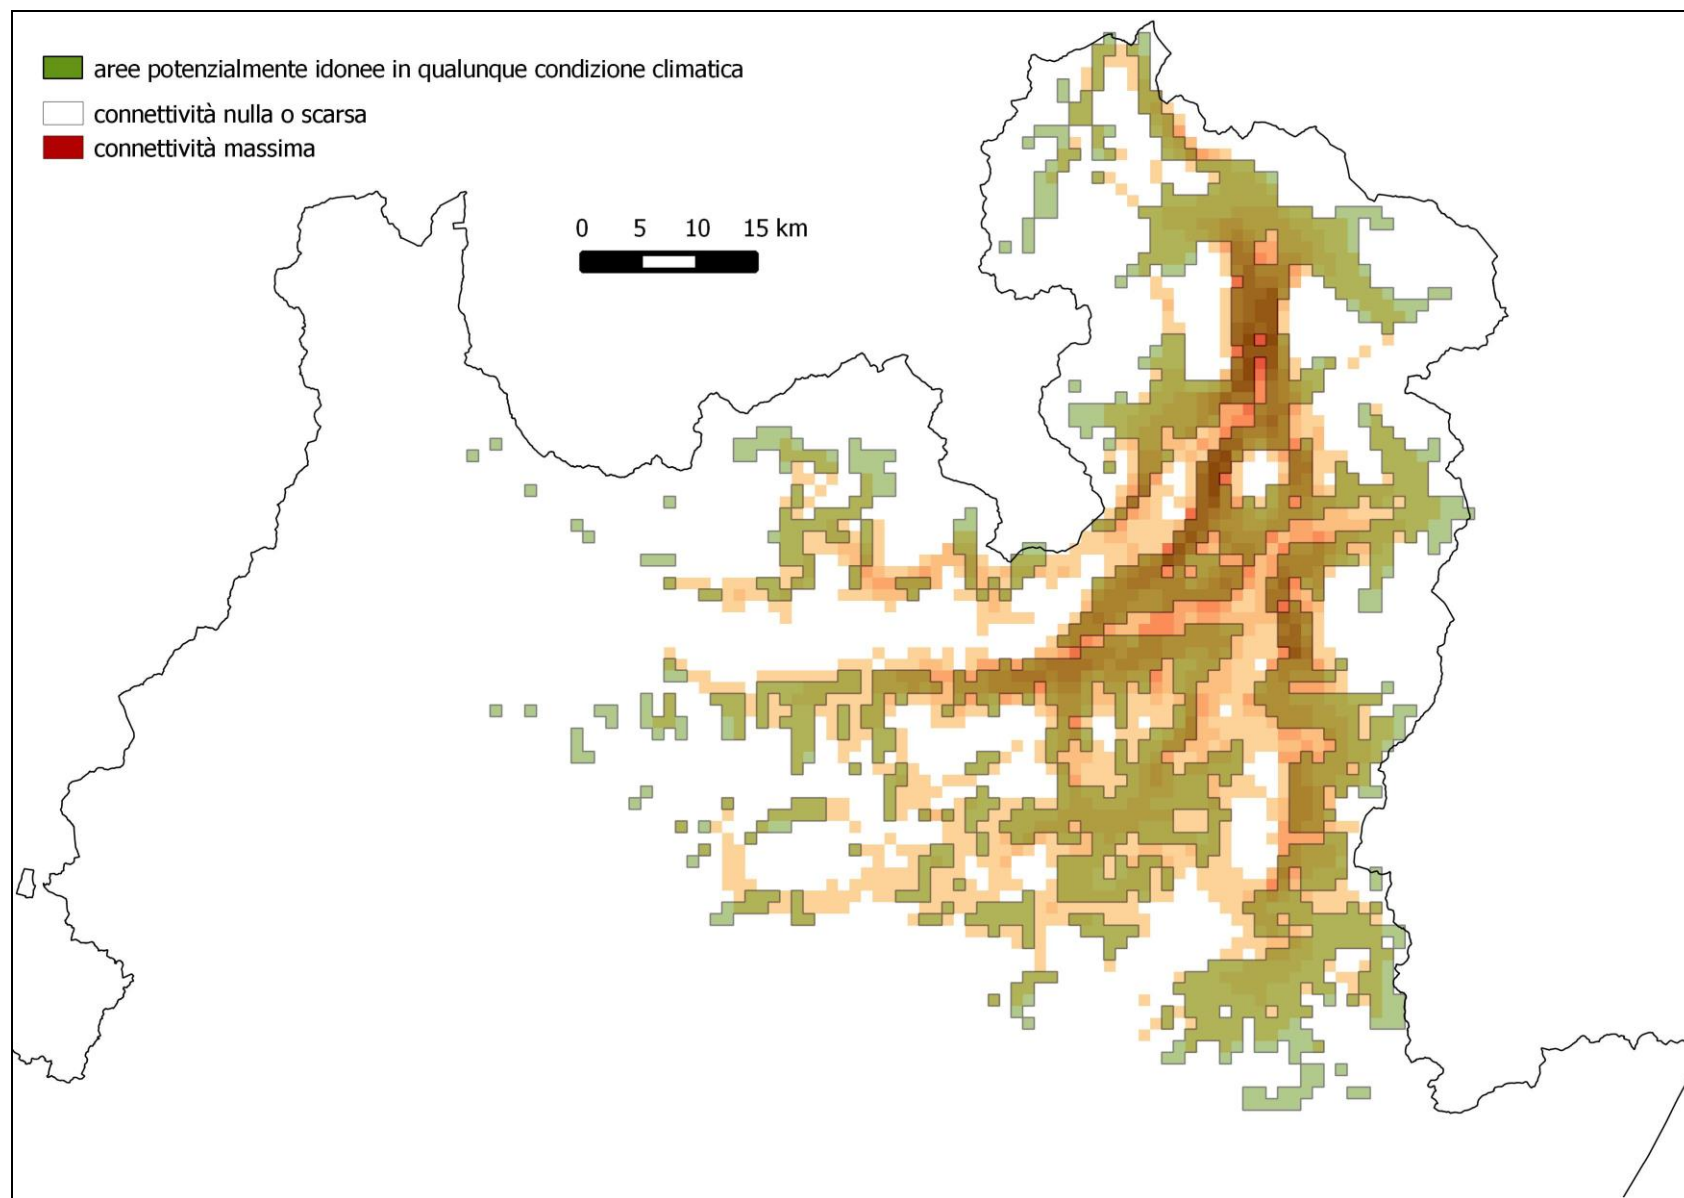 aree potenzialmente idonee in qualunque condizione climatica
connettività nulla o scarsa
connettività massima
0 5 10 15 km